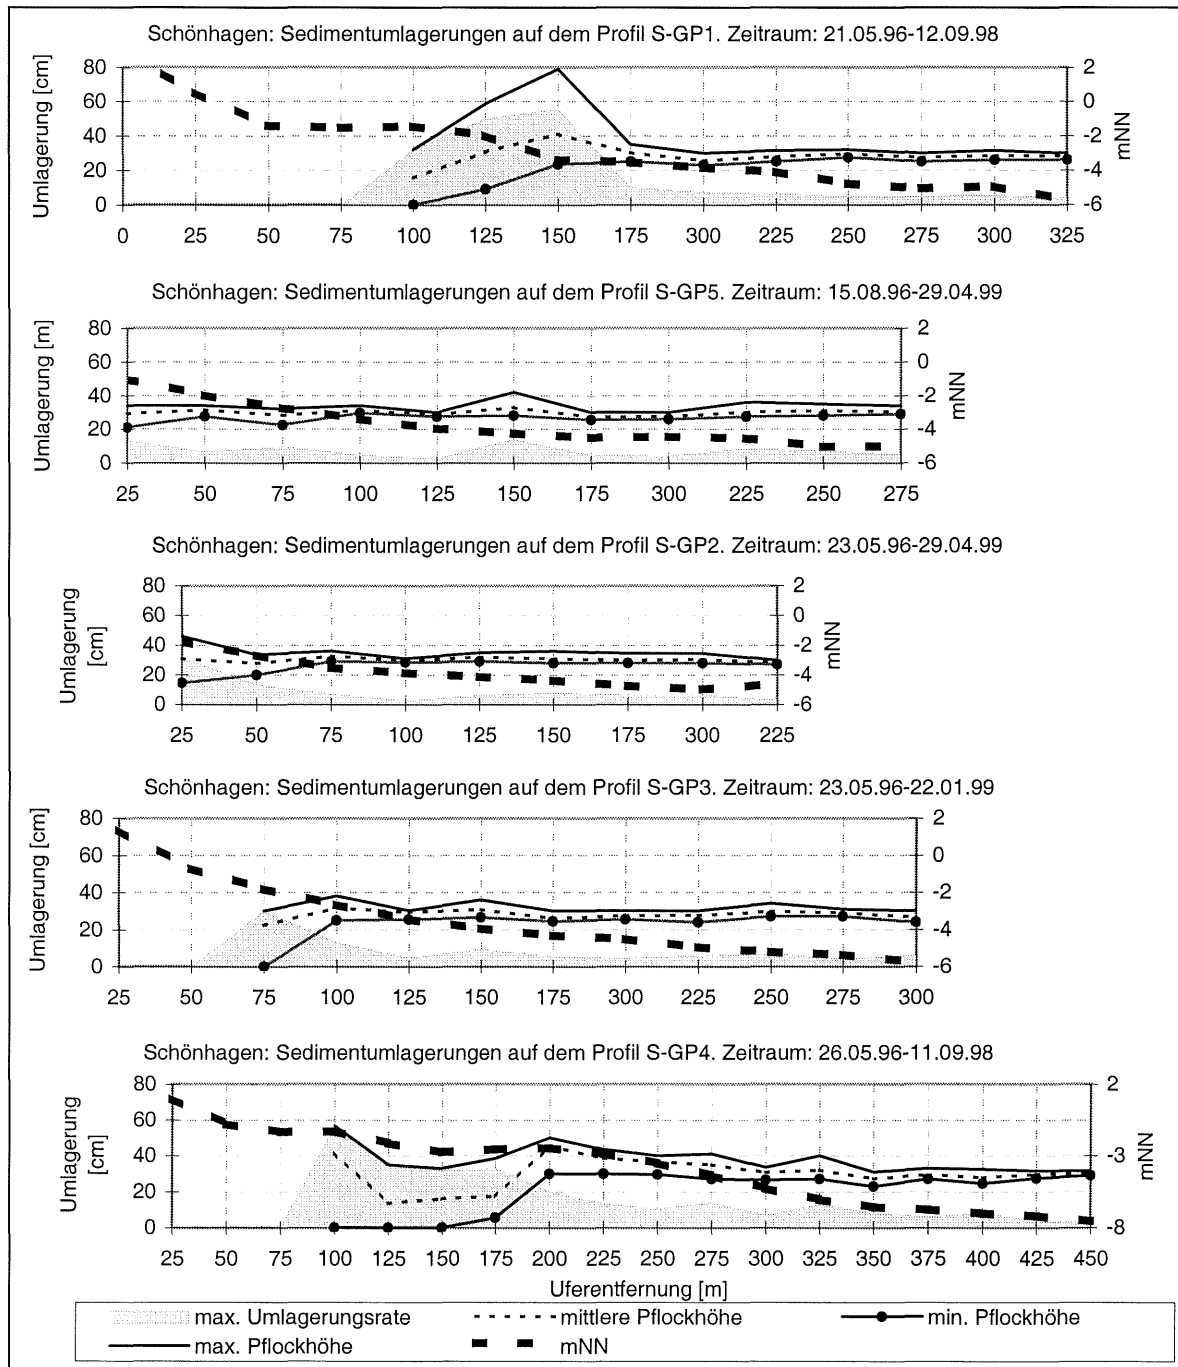 Schönhagen: Sedimentumlagerungen auf dem Profil S-GP1. Zeitraum: 21.05.96-12.09.98
Umlagerung [cm]
80
60
40
20
0
2
0
-2
-4
-6
mNN
0 25 50 75 100 125 150 175 300 225 250 275 300 325
Schönhagen: Sedimentumlagerungen auf dem Profil S-GP5. Zeitraum: 15.08.96-29.04.99
Umlagerung [m]
80
60
40
20
0
2
0
-2
-4
-6
mNN
25 50 75 100 125 150 175 300 225 250 275
Schönhagen: Sedimentumlagerungen auf dem Profil S-GP2. Zeitraum: 23.05.96-29.04.99
Umlagerung
[cm]
80
60
40
20
0
2
0
-2
-4
-6
mNN
25 50 75 100 125 150 175 300 225
Schönhagen: Sedimentumlagerungen auf dem Profil S-GP3. Zeitraum: 23.05.96-22.01.99
Umlagerung [cm]
80
60
40
20
0
2
0
-2
-4
-6
mNN
25 50 75 100 125 150 175 300 225 250 275 300
Schönhagen: Sedimentumlagerungen auf dem Profil S-GP4. Zeitraum: 26.05.96-11.09.98
Umlagerung
[cm]
80
60
40
20
0
2
-3
-8
mNN
25 50 75 100 125 150 175 200 225 250 275 300 325 350 375 400 425 450
Uferentfernung [m]
max. Umlagerungsrate mittlere Pflockhöhe min. Pflockhöhe
max. Pflockhöhe mNN